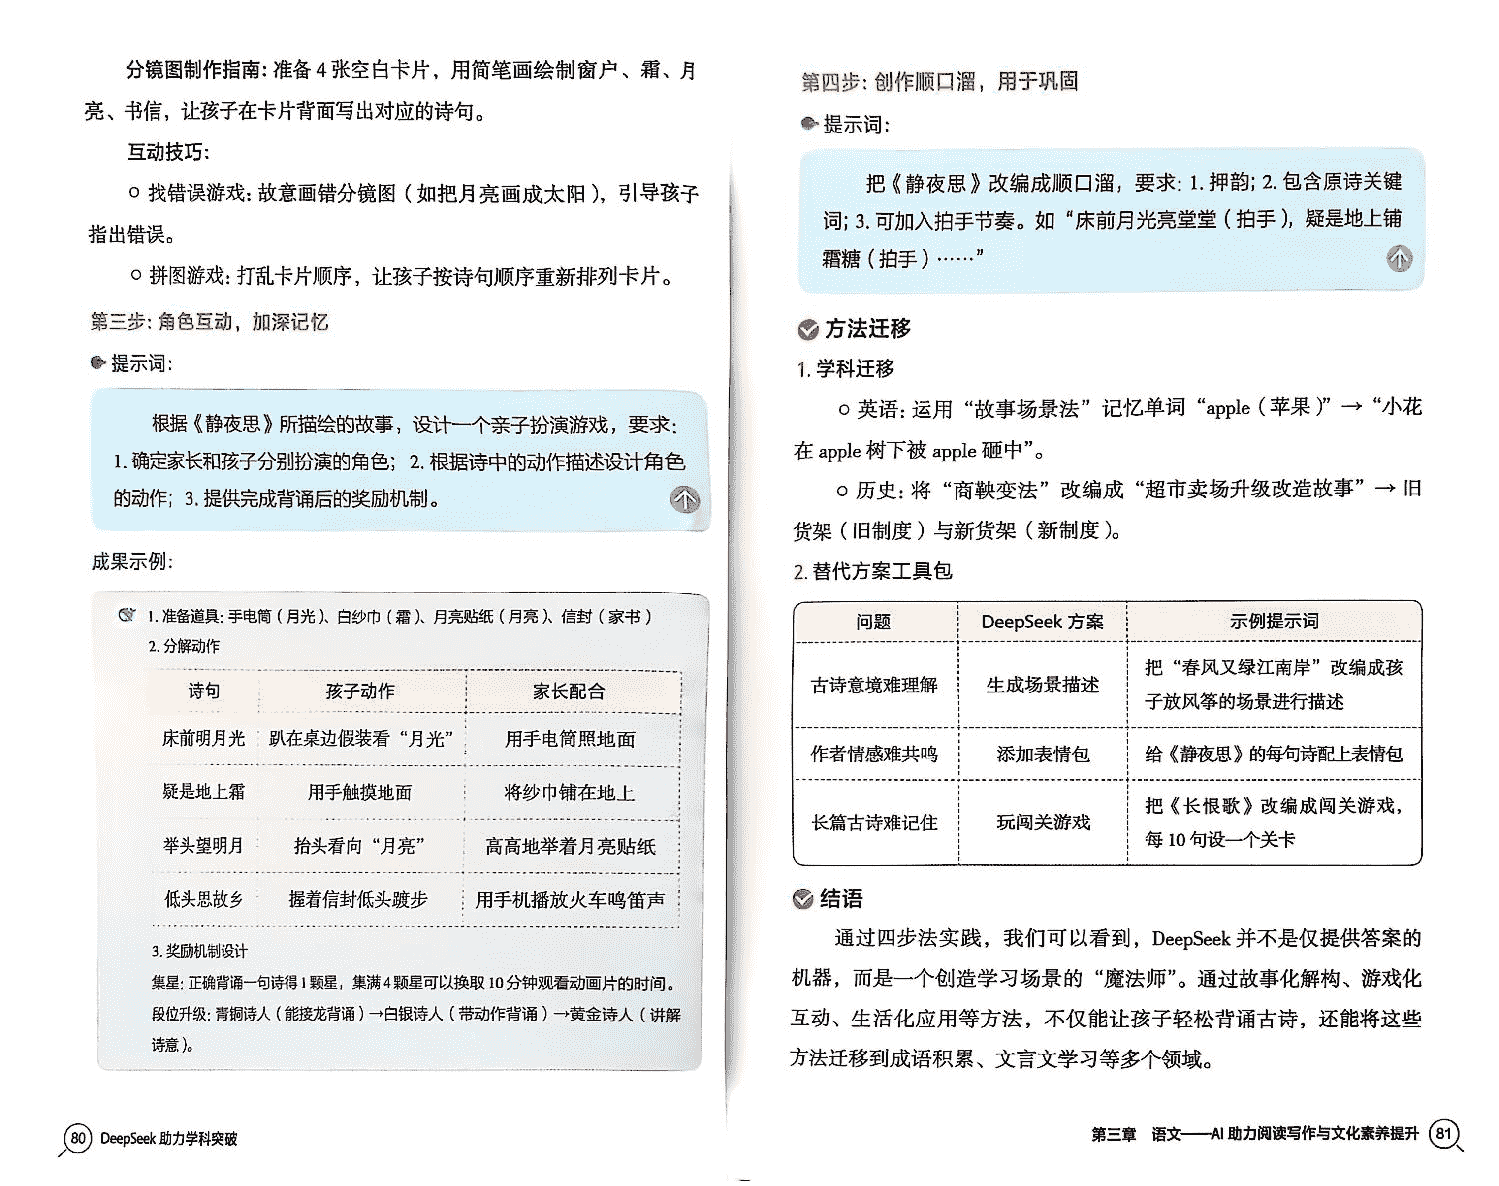 分镜图制作指南：准备 4 张空白卡片，用简笔画绘制窗户、霜、月
亮、书信，让孩子在卡片背面写出对应的诗句。
互动技巧：
○ 找错误游戏：故意画错分镜图（如把月亮画成太阳），引导孩子
指出错误。
○ 拼图游戏：打乱卡片顺序，让孩子按诗句顺序重新排列卡片。
第三步：角色互动，加深记忆
提示词：
根据《静夜思》所描绘的故事，设计一个亲子扮演游戏，要求：
1. 确定家长和孩子分别扮演的角色；2. 根据诗中的动作描述设计角色
的动作；3. 提供完成背诵后的奖励机制。
成果示例：
1. 准备道具：手电筒（月光）、白纱巾（霜）、月亮贴纸（月亮）、信封（家书）
2. 分解动作
诗句 孩子动作 家长配合
床前明月光 趴在桌边假装看“月光” 用手电筒照地面
疑是地上霜 用手触摸地面 将纱巾铺在地上
举头望明月 抬头看向“月亮” 高高地举着月亮贴纸
低头思故乡 握着信封低头踱步 用手机播放火车鸣笛声
3. 奖励机制设计
集星：正确背诵一句诗得 1 颗星，集满 4 颗星可以换取 10 分钟观看动画片的时间。
段位升级：青铜诗人（能接龙背诵）→白银诗人（带动作背诵）→黄金诗人（讲解
诗意）。
80 DeepSeek 助力学科突破
第四步：创作顺口溜，用于巩固
提示词：
把《静夜思》改编成顺口溜，要求：1. 押韵；2. 包含原诗关键
词；3. 可加入拍手节奏。如“床前月光亮堂堂（拍手），疑是地上铺
霜糖（拍手）……”
方法迁移
1. 学科迁移
○ 英语：运用“故事场景法”记忆单词“apple（苹果）”→“小花
在 apple 树下被 apple 砸中”。
○ 历史：将“商鞅变法”改编成“超市卖场升级改造故事”→旧
货架（旧制度）与新货架（新制度）。
2. 替代方案工具包
问题 DeepSeek 方案 示例提示词
古诗意境难理解 生成场景描述 把“春风又绿江南岸”改编成孩
子放风筝的场景进行描述
作者情感难共鸣 添加表情包 给《静夜思》的每句诗配上表情包
长篇古诗难记住 玩闯关游戏 把《长恨歌》改编成闯关游戏，
每 10 句设一个关卡
结语
通过四步法实践，我们可以看到，DeepSeek 并不是仅提供答案的
机器，而是一个创造学习场景的“魔法师”。通过故事化解构、游戏化
互动、生活化应用等方法，不仅能让孩子轻松背诵古诗，还能将这些
方法迁移到成语积累、文言文学习等多个领域。
第三章 语文——AI 助力阅读写作与文化素养提升 81